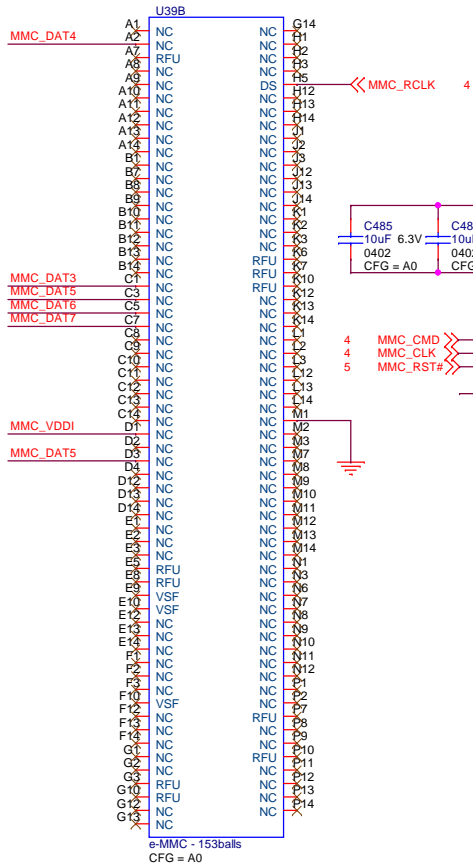 U39B
A1 NC NC G14
MMC_DAT4 A2 NC NC H1
A7 RFU NC H2
A8 NC NC H3
A9 NC DS H5 MMC_RCLK 4
A10 NC NC H12
A11 NC NC H13
A12 NC NC H14
A13 NC NC J1
A14 NC NC J2
B1 NC NC J3
B7 NC NC J12
B8 NC NC J13
B9 NC NC J14
B10 NC NC K1
B11 NC NC K2
B12 NC NC K3
B13 NC RFU K6
B14 NC RFU K7
MMC_DAT3 C1 NC RFU K10
MMC_DAT5 C3 NC NC K12
MMC_DAT6 C5 NC NC K13
MMC_DAT7 C7 NC NC K14
C8 NC NC L1
C9 NC NC L2
C10 NC NC L3
C11 NC NC L12
C12 NC NC L13
C13 NC NC L14
C14 NC NC M1
MMC_VDDI D1 NC NC M2
D2 NC NC M3
MMC_DAT5 D3 NC NC M7
D4 NC NC M8
D12 NC NC M9
D13 NC NC M10
D14 NC NC M11
E1 NC NC M12
E2 NC NC M13
E3 NC NC M14
E5 RFU NC N1
E8 RFU NC N3
E9 VSF NC N6
E10 VSF NC N7
E12 NC NC N8
E13 NC NC N9
E14 NC NC N10
F1 NC NC N11
F2 NC NC N12
F3 NC NC P1
F10 VSF NC P2
F12 NC RFU P7
F13 NC NC P8
F14 NC NC P9
G1 NC RFU P10
G2 NC NC P11
G3 RFU NC P12
G10 RFU NC P13
G12 NC NC P14
G13 NC
e-MMC - 153balls
CFG = A0
C485
10uF 6.3V
0402
CFG = A0
4 MMC_CMD
4 MMC_CLK
5 MMC_RST#